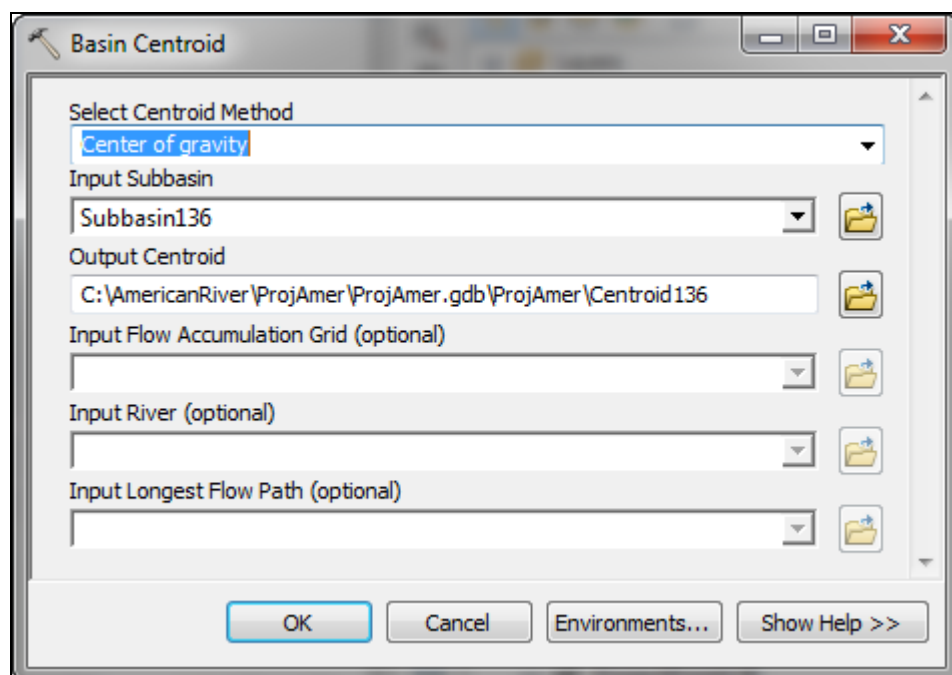 Basin Centroid
Select Centroid Method
Center of gravity
Input Subbasin
Subbasin136
Output Centroid
C:\AmericanRiver\ProjAmer\ProjAmer.gdb\ProjAmer\Centroid136
Input Flow Accumulation Grid (optional)
Input River (optional)
Input Longest Flow Path (optional)
OK Cancel Environments... Show Help >>